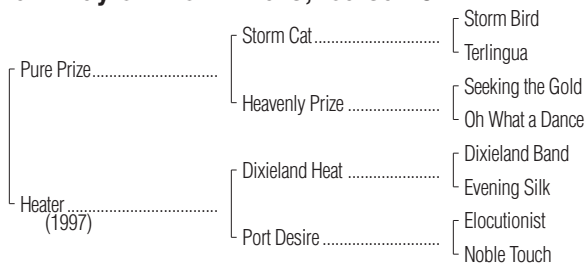 Storm Bird
Storm Cat
Terlingua
Pure Prize
Seeking the Gold
Heavenly Prize
Oh What a Dance
Dixieland Band
Dixieland Heat
Evening Silk
Heater
(1997)
Elocutionist
Port Desire
Noble Touch